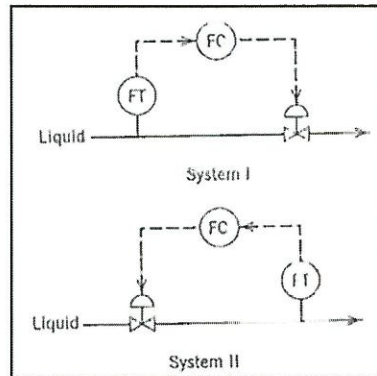 FC
FT
Liquid
System I
FC
FT
Liquid
System II